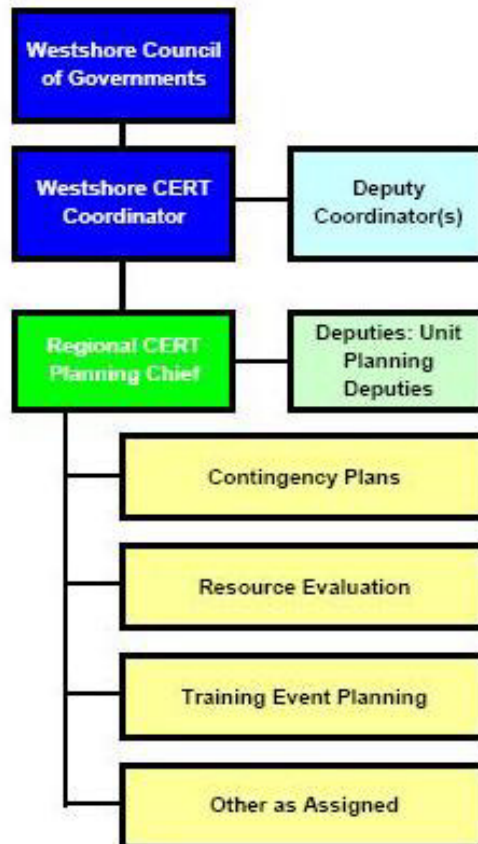 Westshore Council
of Governments
Westshore CERT
Coordinator
Deputy
Coordinator(s)
Regional CERT
Planning Chief
Deputies: Unit
Planning
Deputies
Contingency Plans
Resource Evaluation
Training Event Planning
Other as Assigned